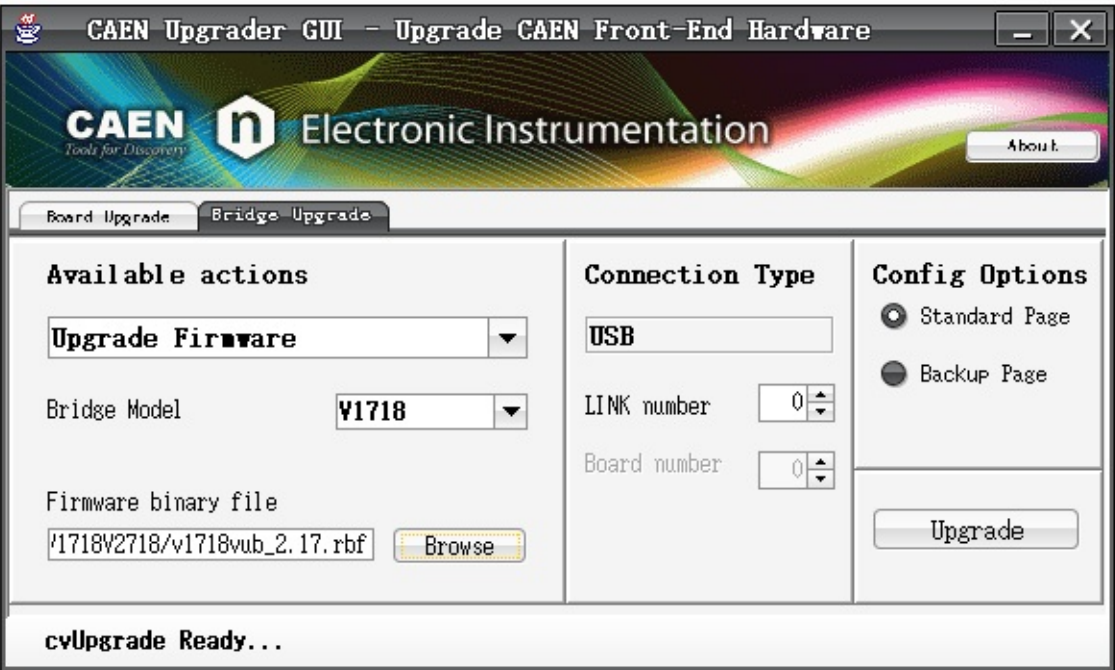 CAEN Upgrader GUI - Upgrade CAEN Front-End Hardware
CAEN
Tools for Discovery
n
Electronic Instrumentation
About
Board Upgrade
Bridge Upgrade
Available actions
Upgrade Firmware
Bridge Model
V1718
Firmware binary file
1718V2718/v1718vub_2.17.rbf
Browse
Connection Type
USB
LINK number
0
Board number
0
Config Options
Standard Page
Backup Page
Upgrade
cvUpgrade Ready...